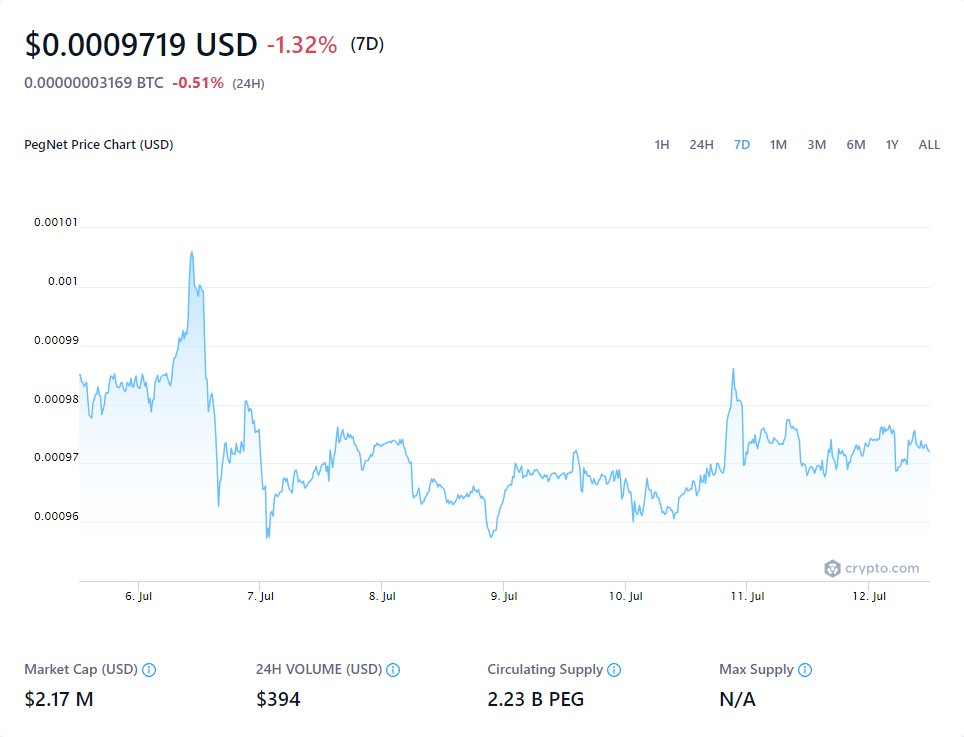 $0.0009719 USD -1.32% (7D)
0.00000003169 BTC -0.51% (24H)
PegNet Price Chart (USD) 1H 24H 7D 1M 3M 6M 1Y ALL
0.00101
0.001
0.00099
0.00098
0.00097
0.00096
crypto.com
6. Jul 7. Jul 8. Jul 9. Jul 10. Jul 11. Jul 12. Jul
Market Cap (USD) 24H VOLUME (USD) Circulating Supply Max Supply
$2.17 M $394 2.23 B PEG N/A